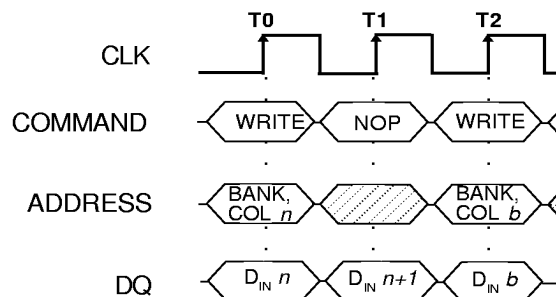 T0 T1 T2
CLK
COMMAND WRITE NOP WRITE
ADDRESS BANK, COL n BANK, COL b
DQ DIN n DIN n+1 DIN b